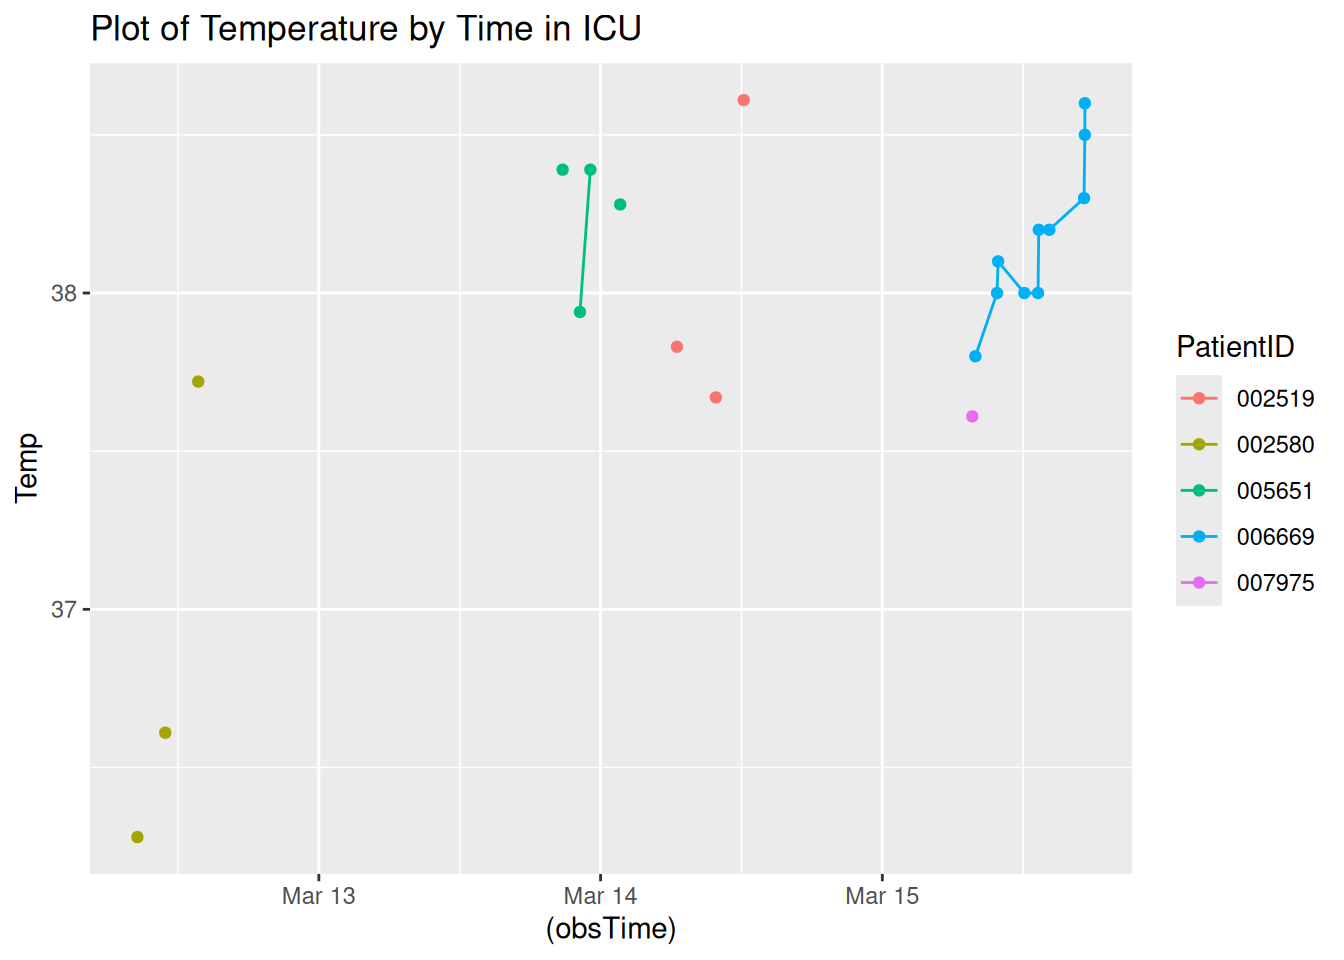 Plot of Temperature by Time in ICU
Temp
38
37
Mar 13
Mar 14
Mar 15
(obsTime)
PatientID
002519
002580
005651
006669
007975